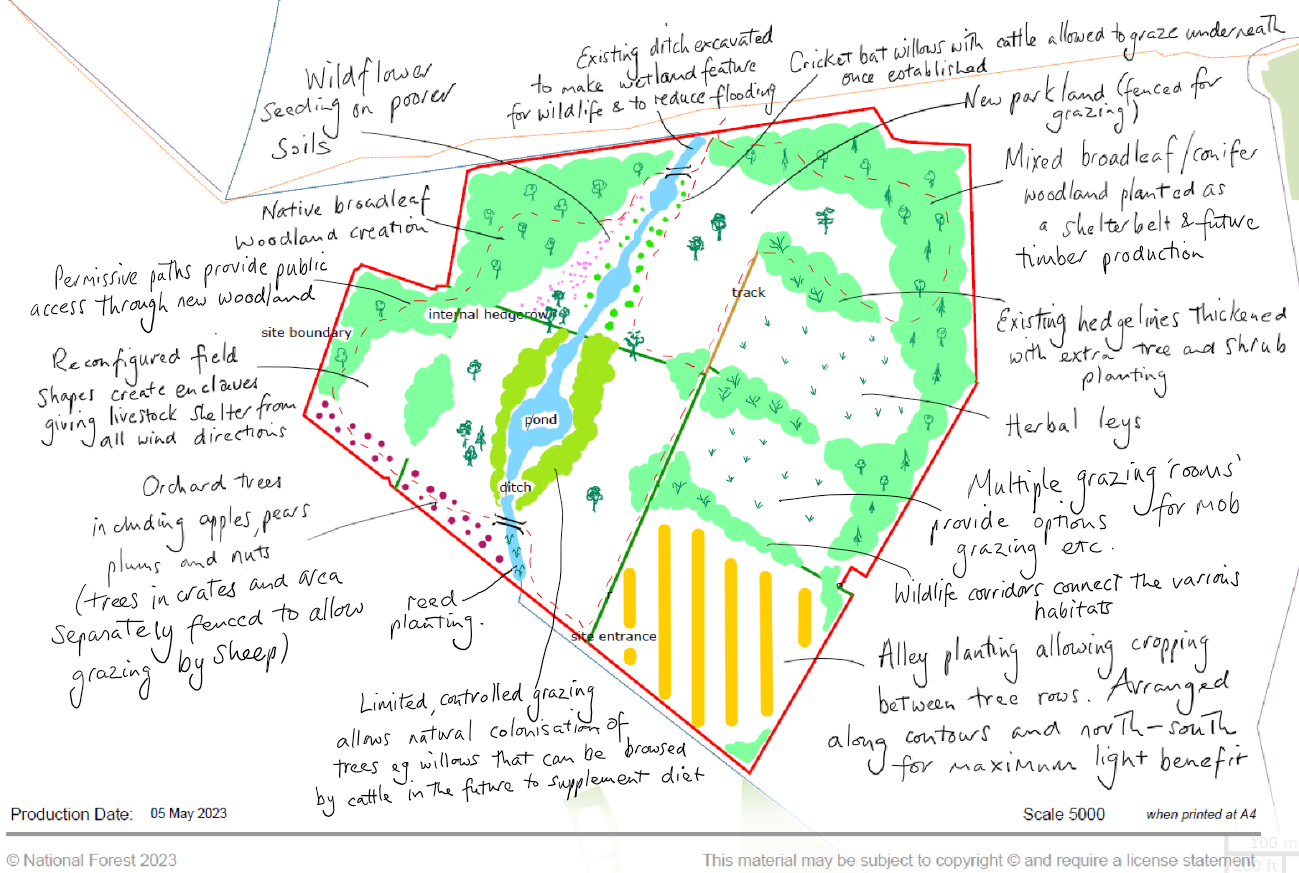 Existing ditch excavated
to make wetland feature
for wildlife & to reduce flooding
Cricket bat willows with cattle allowed to graze underneath
once established
Wildflower
seeding on poorer
soils
New parkland (fenced for
grazing)
Mixed broadleaf/conifer
woodland planted as
a shelterbelt & future
timber production
Native broadleaf
woodland creation
Permissive paths provide public
access through new woodland
internal hedgerow
track
site boundary
Existing hedgelines thickened
with extra tree and shrub
planting
Reconfigured field
shapes create enclaves
giving livestock shelter from
all wind directions
Herbal leys
pond
ditch
Orchard trees
including apples, pears
plums and nuts
(trees in crates and area
separately fenced to allow
grazing by sheep)
Multiple grazing 'rooms'
provide options for mob
grazing etc.
Wildlife corridors connect the various
habitats
reed
planting.
site entrance
Alley planting allowing cropping
between tree rows. Arranged
along contours and north-south
for maximum light benefit
Limited, controlled grazing
allows natural colonisation of
trees eg willows that can be browsed
by cattle in the future to supplement diet
Production Date: 05 May 2023
Scale 5000 when printed at A4
© National Forest 2023
This material may be subject to copyright © and require a license statement
100 m